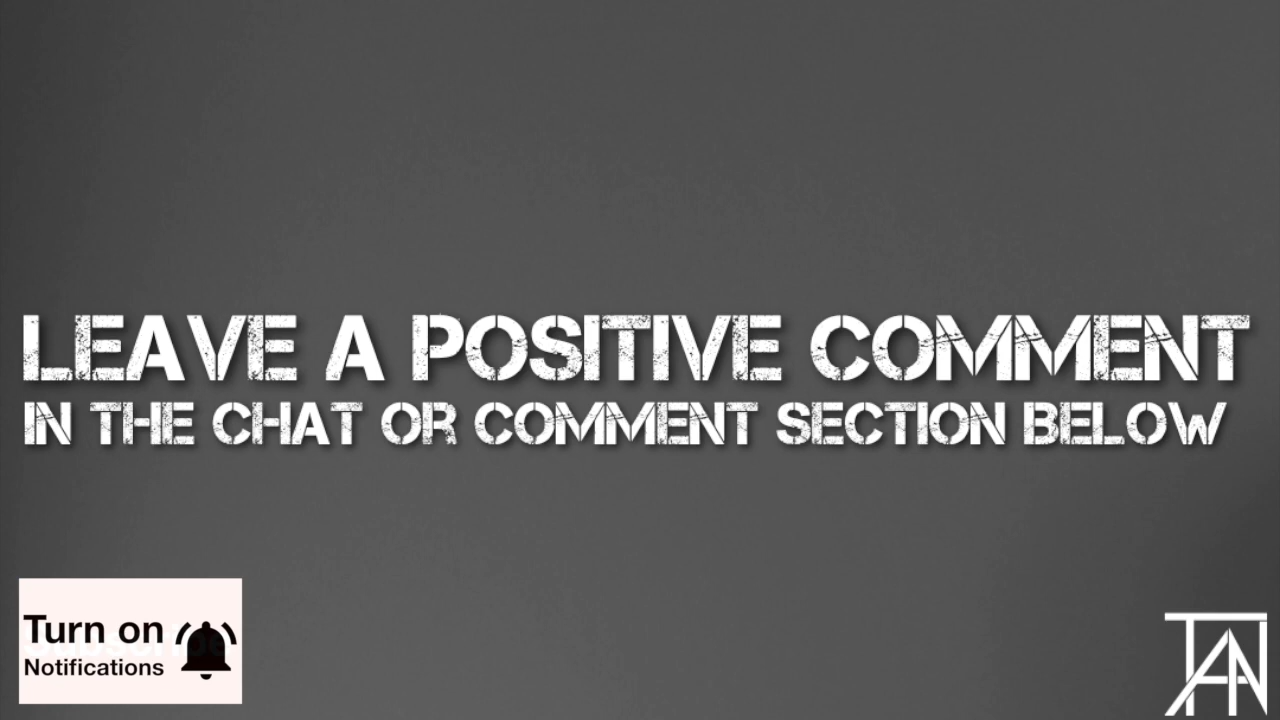 LEAVE A POSITIVE COMMENT
IN THE CHAT OR COMMENT SECTION BELOW
Turn on
Notifications